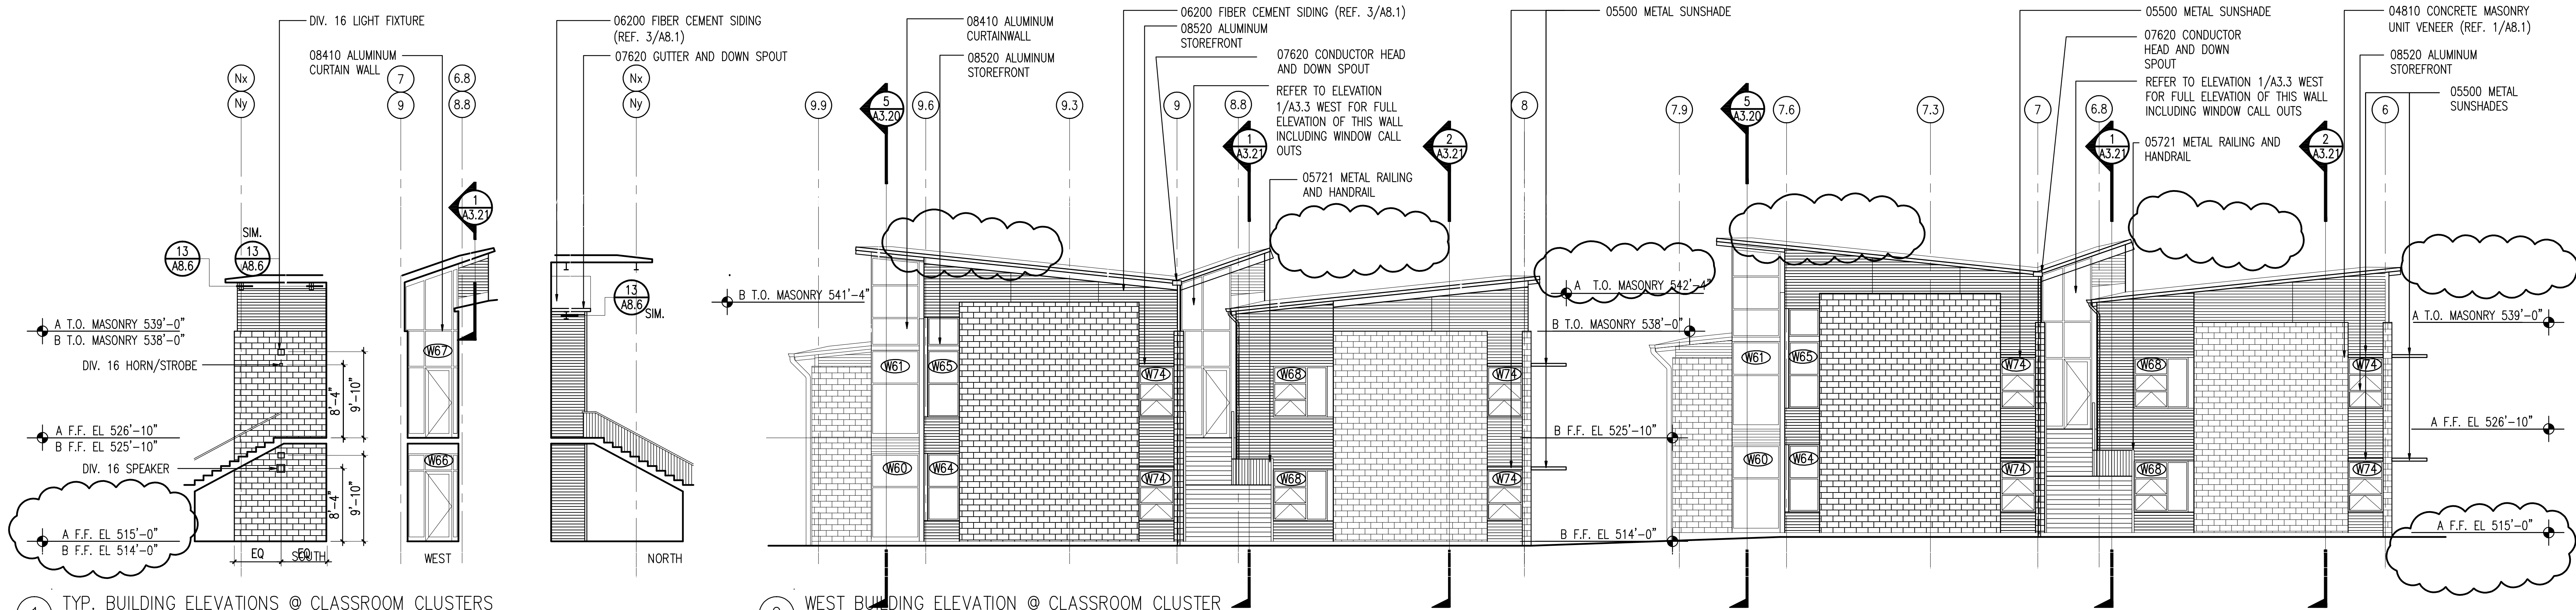 DIV. 16 LIGHT FIXTURE
08410 ALUMINUM
CURTAIN WALL
Nx
Ny
7
9
6.8
8.8
1
A3.21
SIM.
13
A8.6
13
A8.6
A T.O. MASONRY 539'-0"
B T.O. MASONRY 538'-0"
DIV. 16 HORN/STROBE
8'-4"
9'-10"
A F.F. EL 526'-10"
B F.F. EL 525'-10"
DIV. 16 SPEAKER
8'-4"
9'-10"
A F.F. EL 515'-0"
B F.F. EL 514'-0"
EQ
EQ
SOUTH
W67
W66
WEST
06200 FIBER CEMENT SIDING
(REF. 3/A8.1)
07620 GUTTER AND DOWN SPOUT
Nx
Ny
13
A8.6
SIM.
NORTH
TYP. BUILDING ELEVATIONS @ CLASSROOM CLUSTERS
08410 ALUMINUM
CURTAINWALL
08520 ALUMINUM
STOREFRONT
06200 FIBER CEMENT SIDING (REF. 3/A8.1)
08520 ALUMINUM
STOREFRONT
07620 CONDUCTOR HEAD
AND DOWN SPOUT
REFER TO ELEVATION
1/A3.3 WEST FOR FULL
ELEVATION OF THIS WALL
INCLUDING WINDOW CALL
OUTS
05721 METAL RAILING
AND HANDRAIL
05500 METAL SUNSHADE
9.9
5
A3.20
9.6
9.3
9
8.8
1
A3.21
2
A3.21
8
B T.O. MASONRY 541'-4"
A T.O. MASONRY 542'-4"
B T.O. MASONRY 538'-0"
W61
W65
W74
W68
W74
B F.F. EL 525'-10"
W60
W64
W74
W68
W74
B F.F. EL 514'-0"
WEST BUILDING ELEVATION @ CLASSROOM CLUSTER
7.9
5
A3.20
7.6
7.3
7
6.8
1
A3.21
2
A3.21
6
05500 METAL SUNSHADE
07620 CONDUCTOR
HEAD AND DOWN
SPOUT
REFER TO ELEVATION 1/A3.3 WEST
FOR FULL ELEVATION OF THIS WALL
INCLUDING WINDOW CALL OUTS
05721 METAL RAILING AND
HANDRAIL
04810 CONCRETE MASONRY
UNIT VENEER (REF. 1/A8.1)
08520 ALUMINUM
STOREFRONT
05500 METAL
SUNSHADES
A T.O. MASONRY 539'-0"
W61
W65
W74
W68
W74
A F.F. EL 526'-10"
W60
W64
W74
W68
W74
A F.F. EL 515'-0"